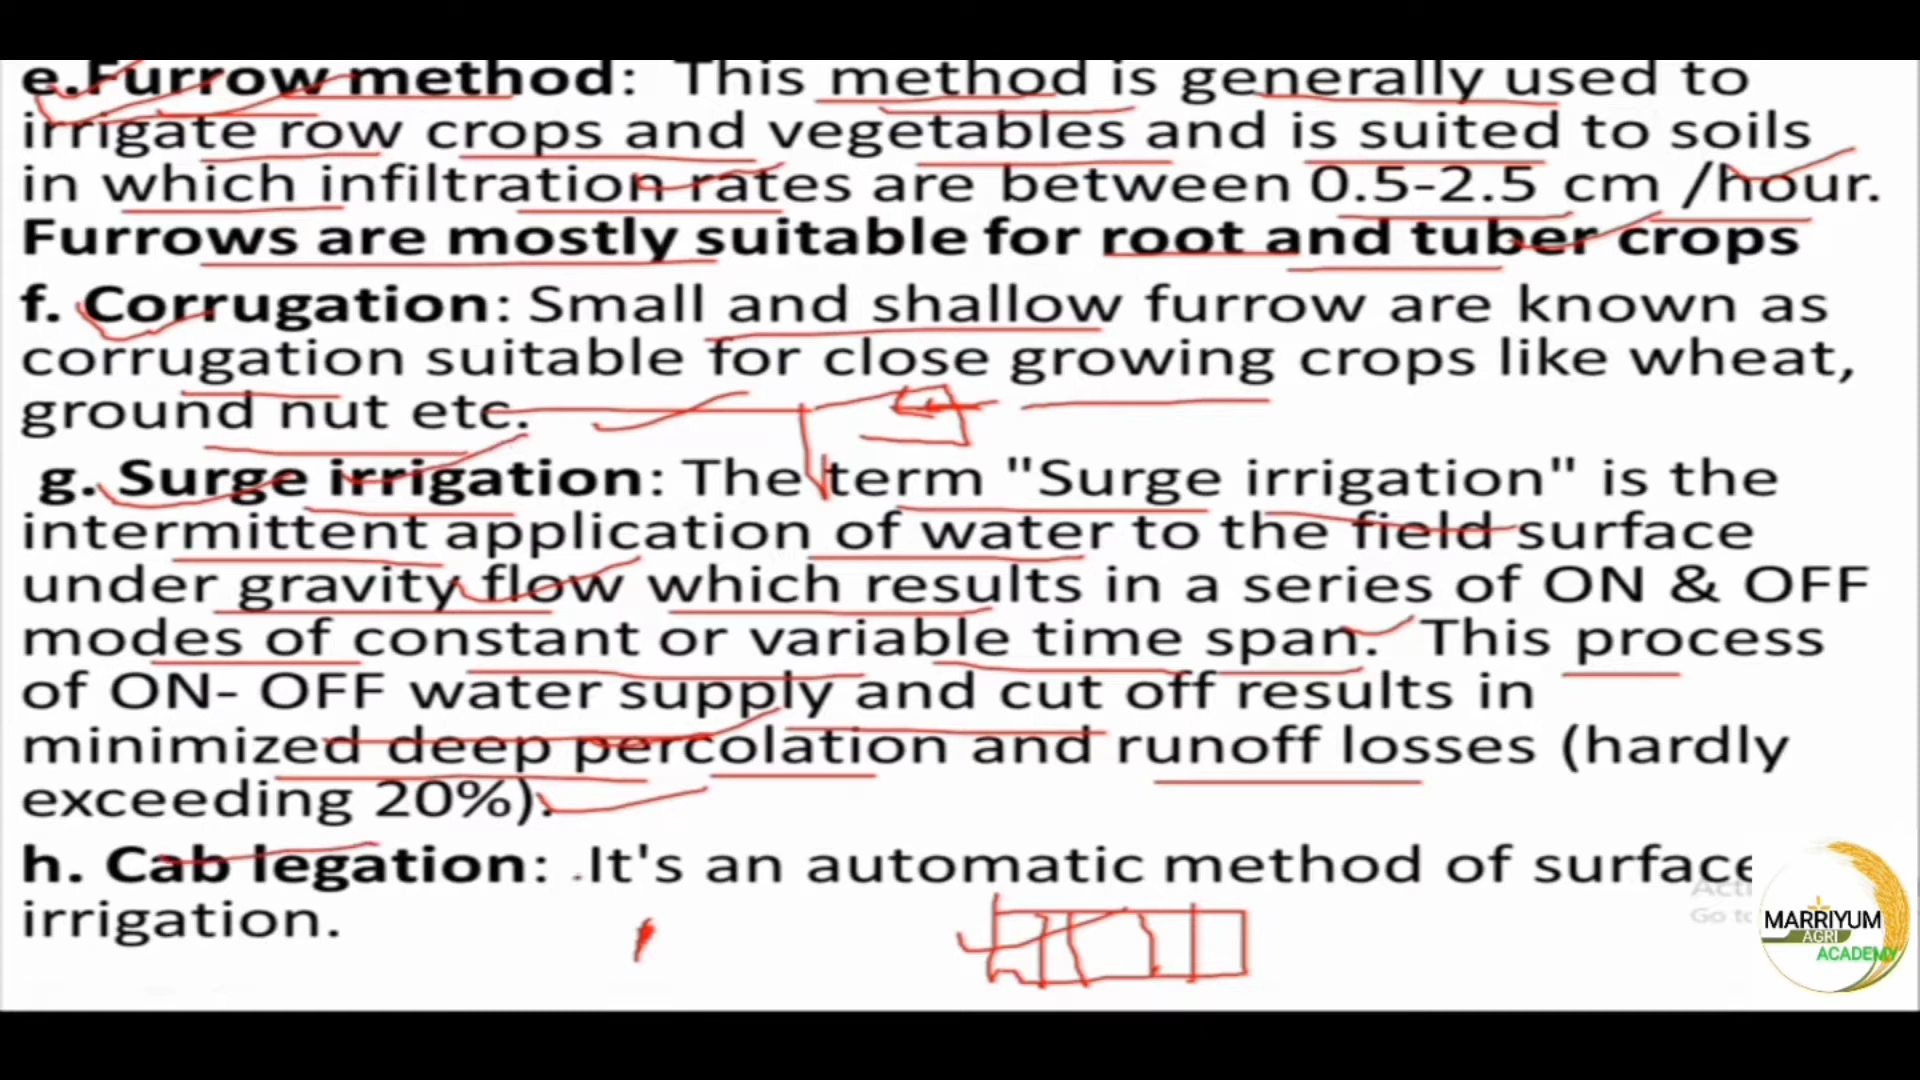 e.Furrow method: This method is generally used to
irrigate row crops and vegetables and is suited to soils
in which infiltration rates are between 0.5-2.5 cm /hour.
Furrows are mostly suitable for root and tuber crops
f. Corrugation: Small and shallow furrow are known as
corrugation suitable for close growing crops like wheat,
ground nut etc.
g. Surge irrigation: The term "Surge irrigation" is the
intermittent application of water to the field surface
under gravity flow which results in a series of ON & OFF
modes of constant or variable time span. This process
of ON- OFF water supply and cut off results in
minimized deep percolation and runoff losses (hardly
exceeding 20%).
h. Cab legation: .It's an automatic method of surface
irrigation.
Go to
MARRIYUM
AGRI
ACADEMY